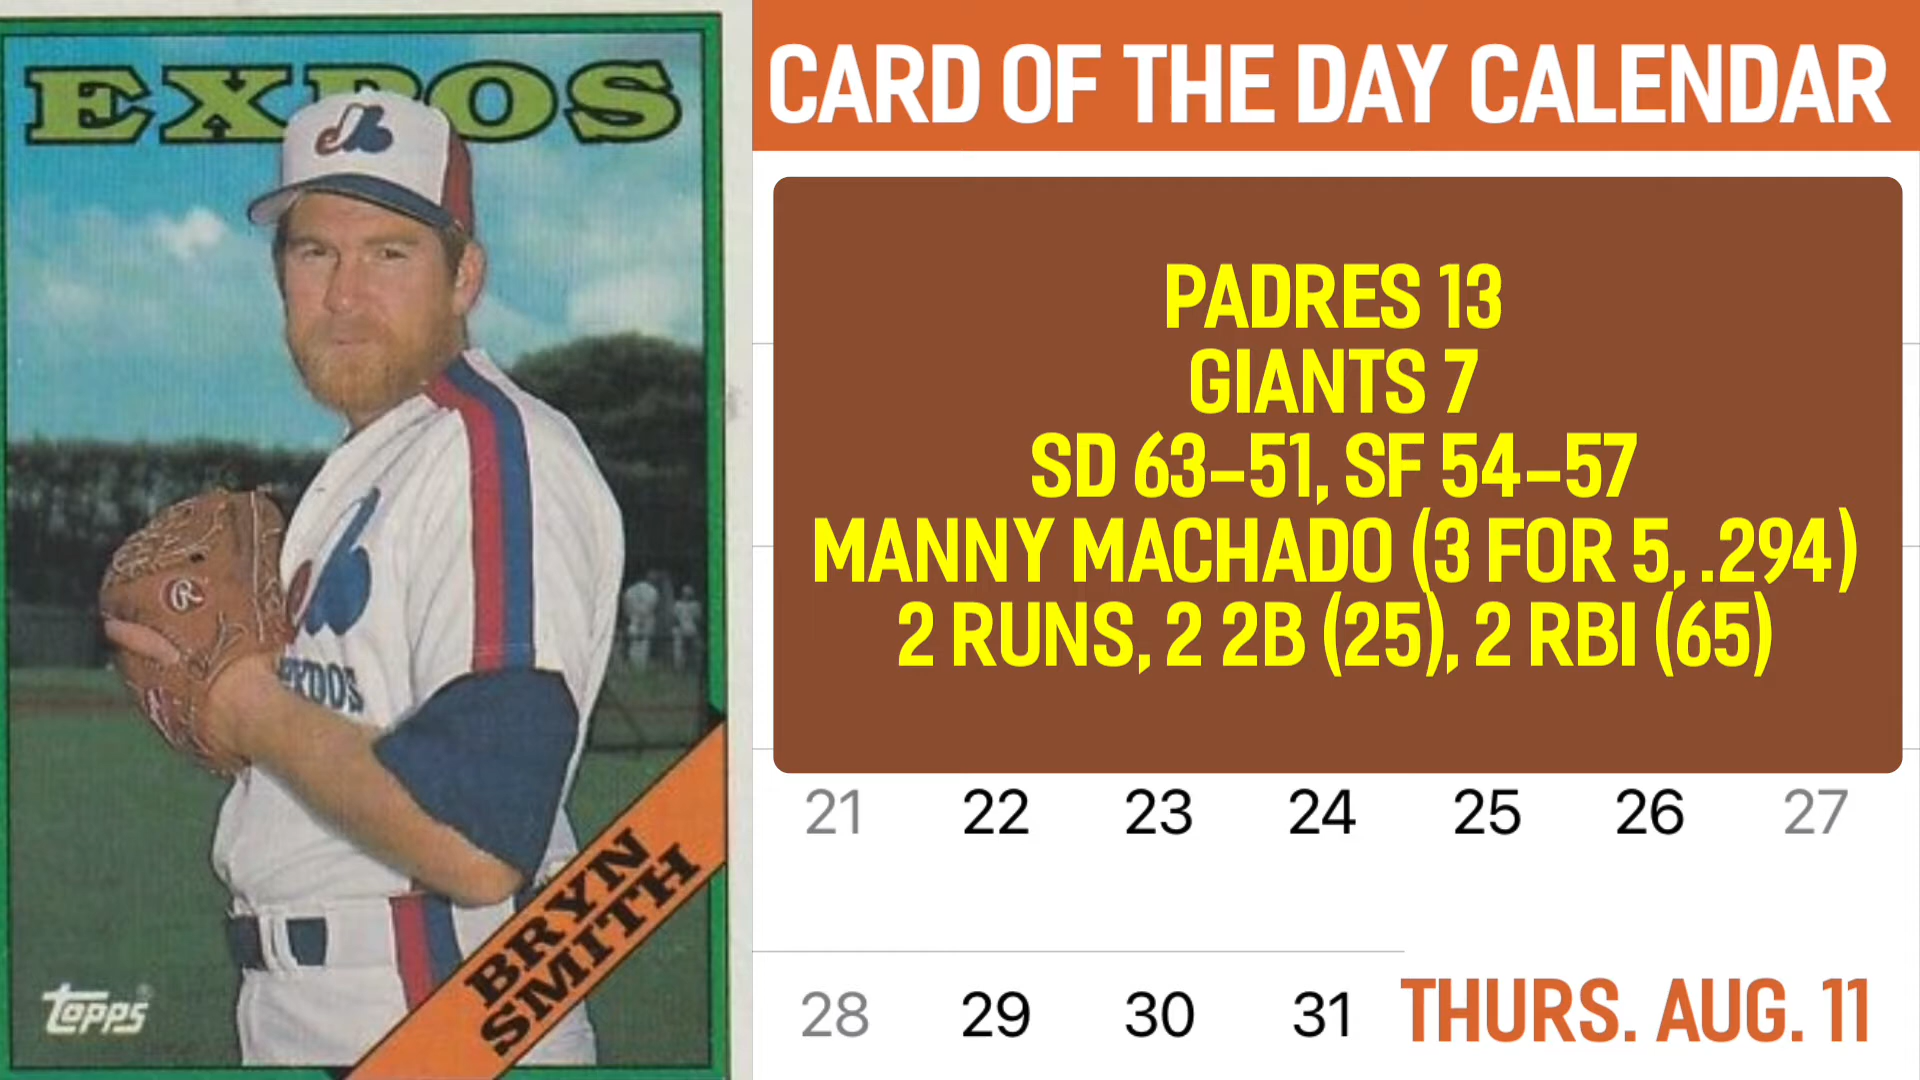 EXPOS
BRYN
SMITH
topps
CARD OF THE DAY CALENDAR
PADRES 13
GIANTS 7
SD 63–51, SF 54–57
MANNY MACHADO (3 FOR 5, .294)
2 RUNS, 2 2B (25), 2 RBI (65)
21 22 23 24 25 26 27
28 29 30 31 THURS. AUG. 11